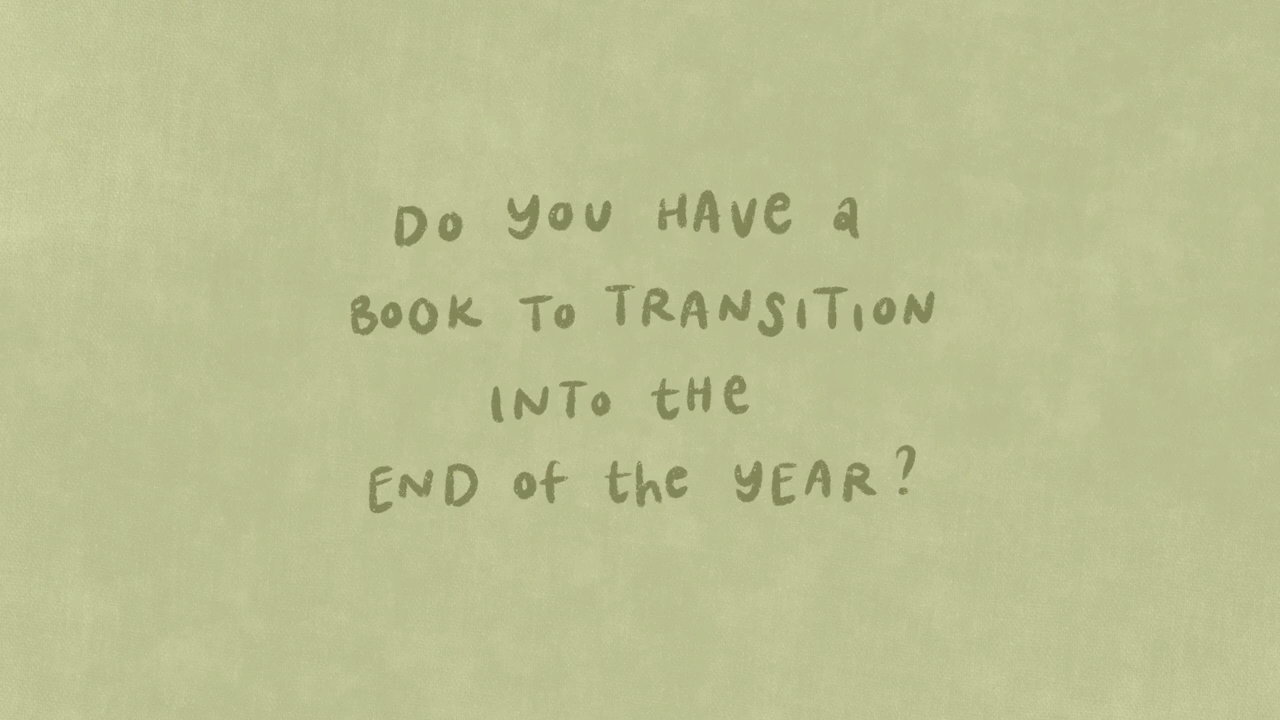 Do you HAVE a
BOOK To TRANSITION
INTo tHe
END of the yEAR?